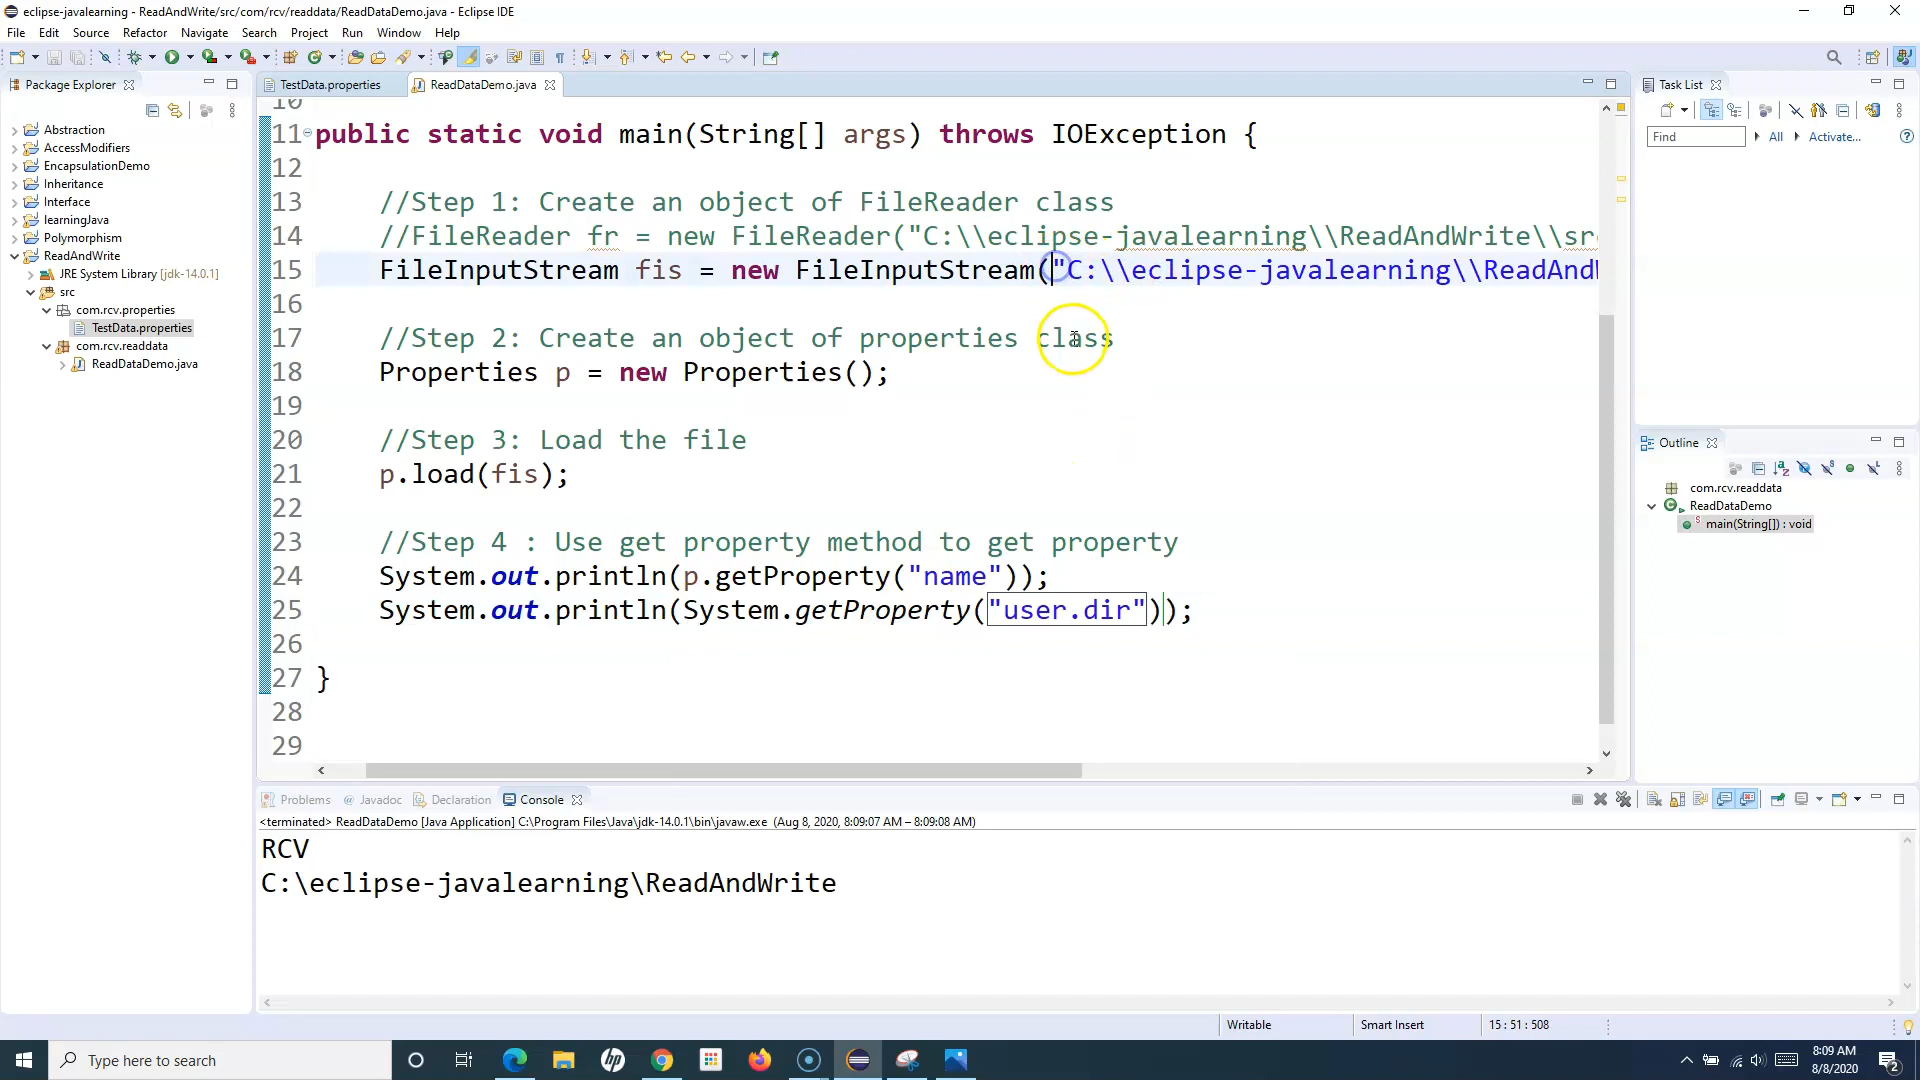 eclipse-javalearning - ReadAndWrite/src/com/rcv/readdata/ReadDataDemo.java - Eclipse IDE
File Edit Source Refactor Navigate Search Project Run Window Help
Package Explorer
Abstraction
AccessModifiers
EncapsulationDemo
Inheritance
Interface
learningJava
Polymorphism
ReadAndWrite
JRE System Library [jdk-14.0.1]
src
com.rcv.properties
TestData.properties
com.rcv.readdata
ReadDataDemo.java
TestData.properties ReadDataDemo.java
10
11 public static void main(String[] args) throws IOException {
12
13 //Step 1: Create an object of FileReader class
14 //FileReader fr = new FileReader("C:\\eclipse-javalearning\\ReadAndWrite\\src
15 FileInputStream fis = new FileInputStream("C:\\eclipse-javalearning\\ReadAndW
16
17 //Step 2: Create an object of properties class
18 Properties p = new Properties();
19
20 //Step 3: Load the file
21 p.load(fis);
22
23 //Step 4 : Use get property method to get property
24 System.out.println(p.getProperty("name"));
25 System.out.println(System.getProperty("user.dir"));
26
27 }
28
29
Task List
Find All Activate...
Outline
com.rcv.readdata
ReadDataDemo
main(String[]) : void
Problems Javadoc Declaration Console
<terminated> ReadDataDemo [Java Application] C:\Program Files\Java\jdk-14.0.1\bin\javaw.exe (Aug 8, 2020, 8:09:07 AM – 8:09:08 AM)
RCV
C:\eclipse-javalearning\ReadAndWrite
Writable Smart Insert 15 : 51 : 508
Type here to search
8:09 AM
8/8/2020
2